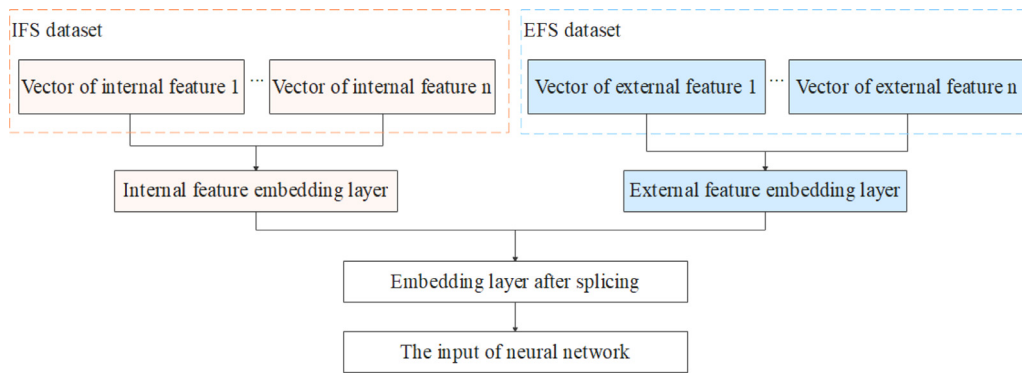 IFS dataset
EFS dataset
Vector of internal feature 1
...
Vector of internal feature n
Vector of external feature 1
...
Vector of external feature n
Internal feature embedding layer
External feature embedding layer
Embedding layer after splicing
The input of neural network